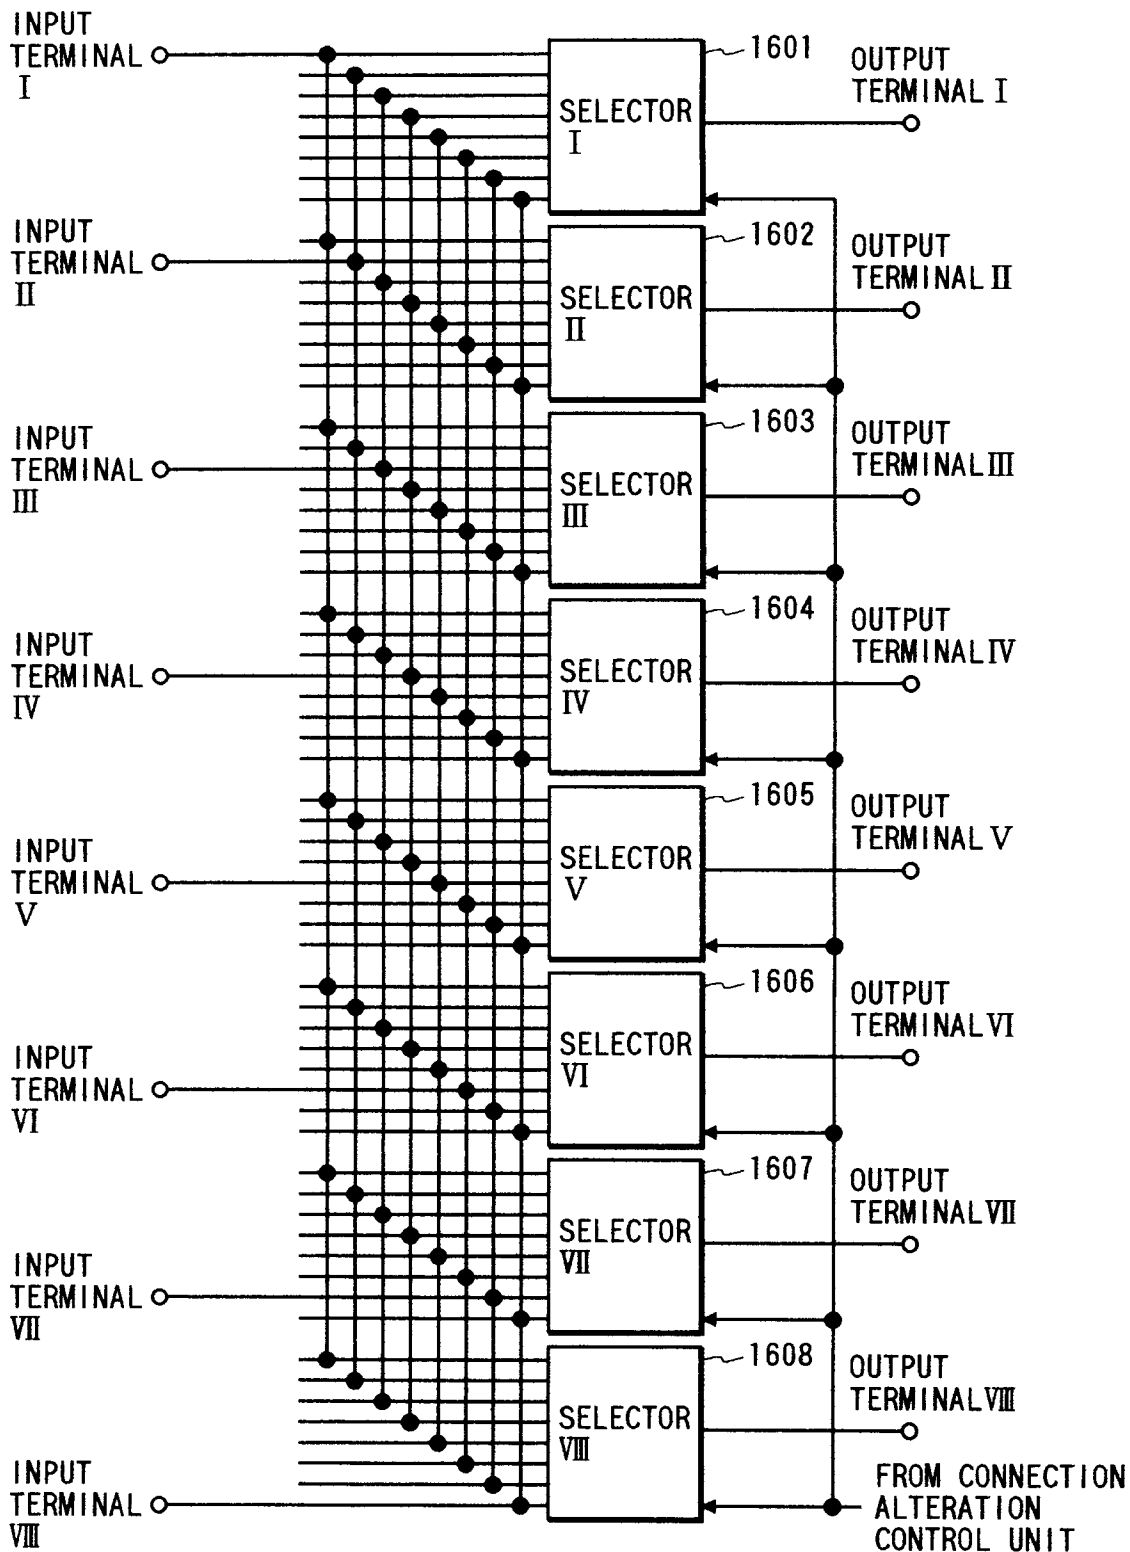 INPUT
TERMINAL
I
1601
OUTPUT
TERMINAL I
SELECTOR
I
INPUT
TERMINAL
II
1602
OUTPUT
TERMINAL II
SELECTOR
II
INPUT
TERMINAL
III
1603
OUTPUT
TERMINAL III
SELECTOR
III
INPUT
TERMINAL
IV
1604
OUTPUT
TERMINAL IV
SELECTOR
IV
INPUT
TERMINAL
V
1605
OUTPUT
TERMINAL V
SELECTOR
V
INPUT
TERMINAL
VI
1606
OUTPUT
TERMINAL VI
SELECTOR
VI
INPUT
TERMINAL
VII
1607
OUTPUT
TERMINAL VII
SELECTOR
VII
INPUT
TERMINAL
VIII
1608
OUTPUT
TERMINAL VIII
SELECTOR
VIII
FROM CONNECTION
ALTERATION
CONTROL UNIT